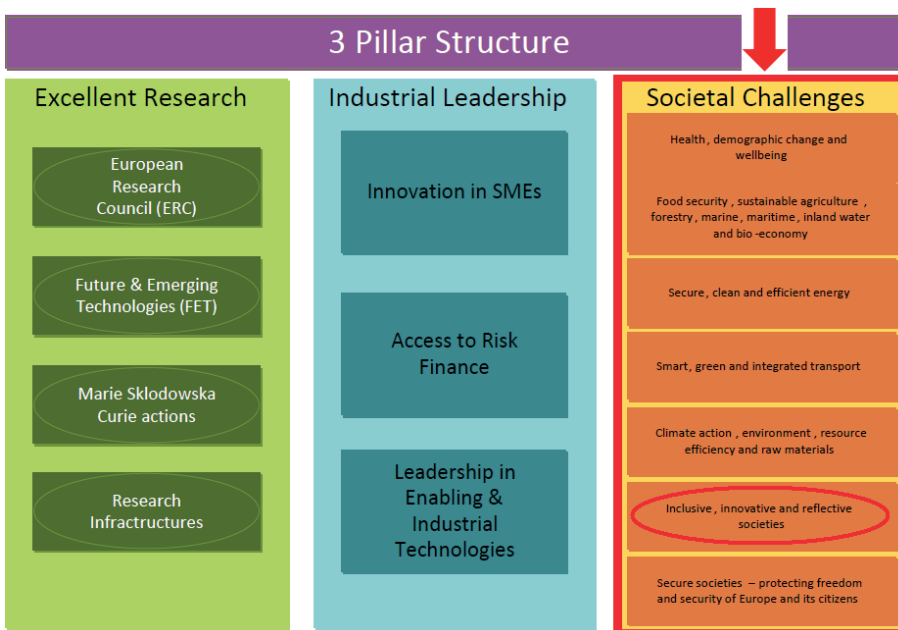 3 Pillar Structure
Excellent Research
European
Research
Council (ERC)
Future & Emerging
Technologies (FET)
Marie Sklodowska
Curie actions
Research
Infrastructures
Industrial Leadership
Innovation in SMEs
Access to Risk
Finance
Leadership in
Enabling &
Industrial
Technologies
Societal Challenges
Health , demographic change and
wellbeing
Food security , sustainable agriculture ,
forestry , marine , maritime , inland water
and bio -economy
Secure , clean and efficient energy
Smart, green and integrated transport
Climate action , environment , resource
efficiency and raw materials
Inclusive , innovative and reflective
societies
Secure societies – protecting freedom
and security of Europe and its citizens